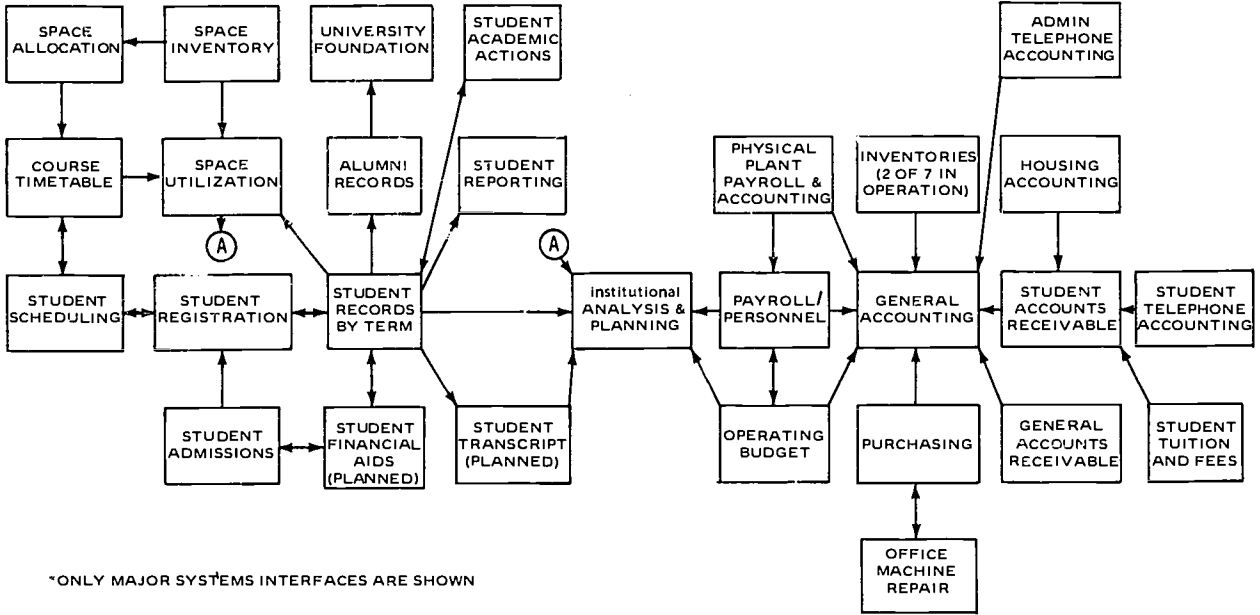 SPACE
ALLOCATION
SPACE
INVENTORY
UNIVERSITY
FOUNDATION
STUDENT
ACADEMIC
ACTIONS
ADMIN
TELEPHONE
ACCOUNTING
COURSE
TIMETABLE
SPACE
UTILIZATION
ALUMNI
RECORDS
STUDENT
REPORTING
PHYSICAL
PLANT
PAYROLL &
ACCOUNTING
INVENTORIES
(2 OF 7 IN
OPERATION)
HOUSING
ACCOUNTING
A
A
STUDENT
SCHEDULING
STUDENT
REGISTRATION
STUDENT
RECORDS
BY TERM
institutional
ANALYSIS &
PLANNING
PAYROLL/
PERSONNEL
GENERAL
ACCOUNTING
STUDENT
ACCOUNTS
RECEIVABLE
STUDENT
TELEPHONE
ACCOUNTING
STUDENT
ADMISSIONS
STUDENT
FINANCIAL
AIDS
(PLANNED)
STUDENT
TRANSCRIPT
(PLANNED)
OPERATING
BUDGET
PURCHASING
GENERAL
ACCOUNTS
RECEIVABLE
STUDENT
TUITION
AND FEES
OFFICE
MACHINE
REPAIR
*ONLY MAJOR SYSTEMS INTERFACES ARE SHOWN